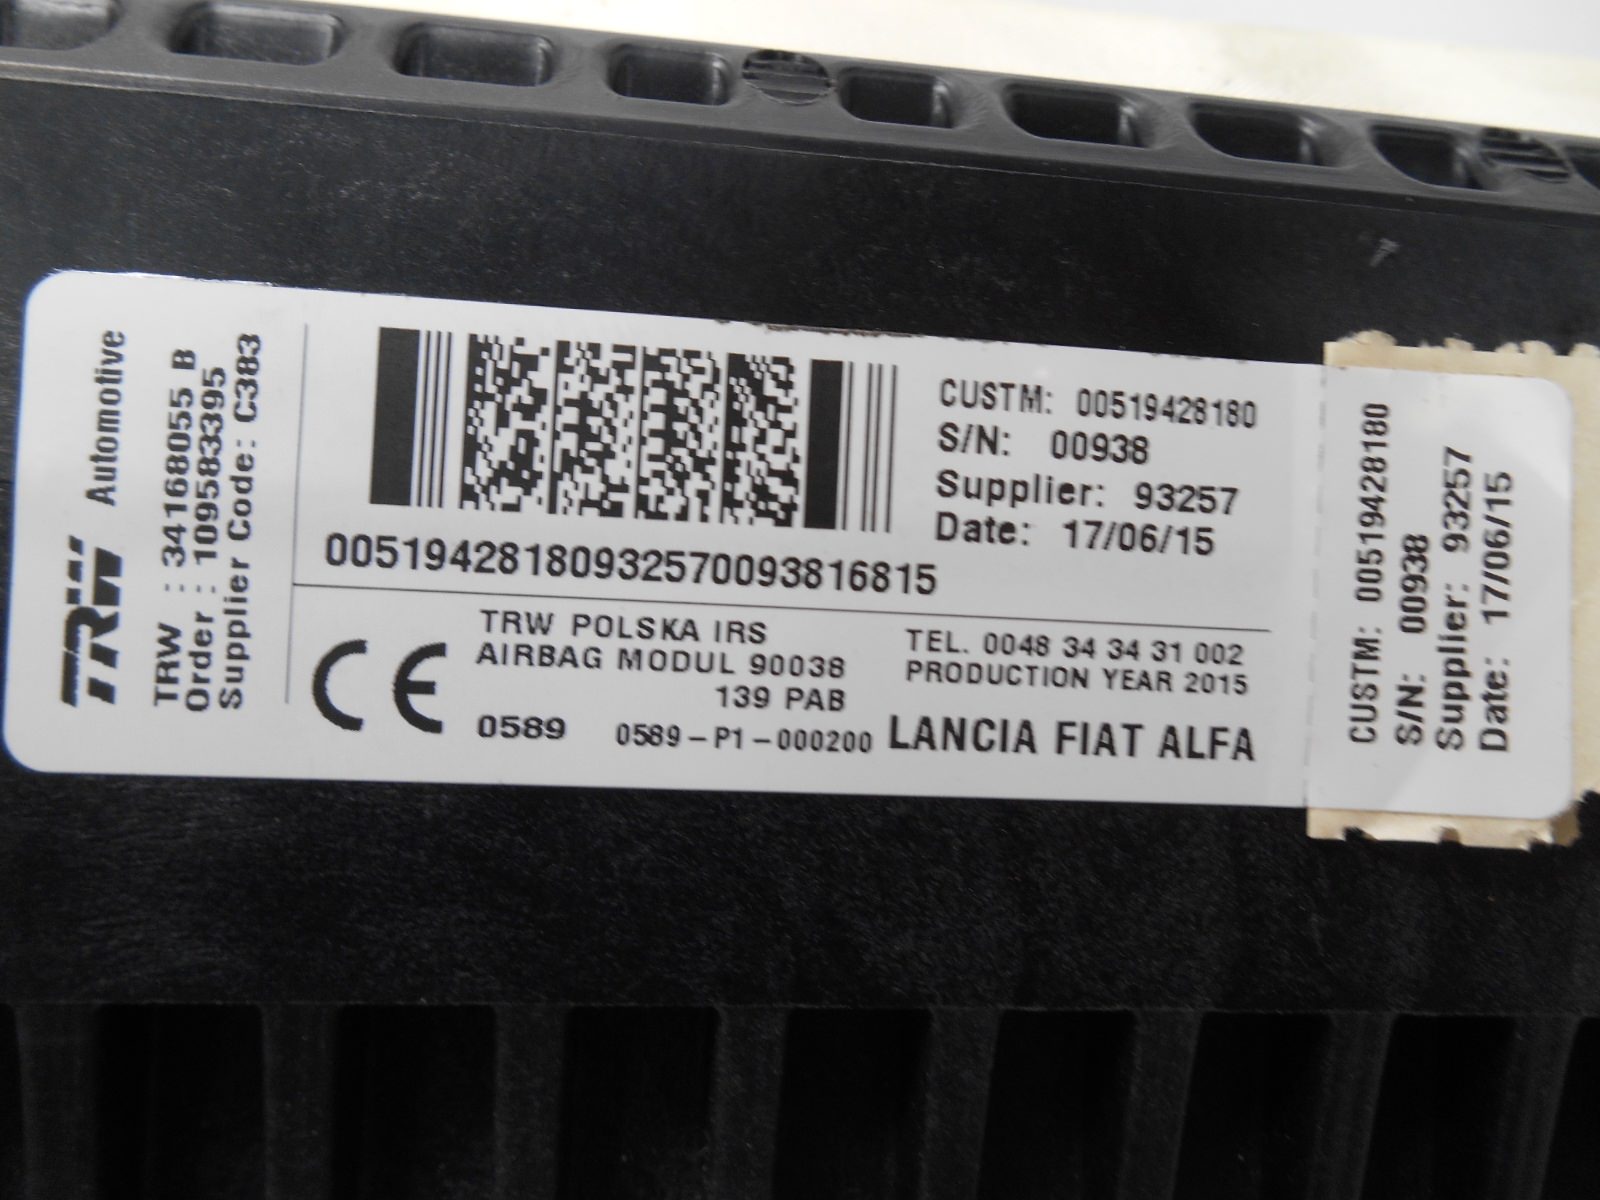 TRW Automotive
TRW : 34168055 B
Order : 109583395
Supplier Code: C383
CUSTM: 00519428180
S/N: 00938
Supplier: 93257
Date: 17/06/15
00519428180932570093816815
CE
0589
TRW POLSKA IRS
AIRBAG MODUL 90038
139 PAB
0589-P1-000200
TEL. 0048 34 34 31 002
PRODUCTION YEAR 2015
LANCIA FIAT ALFA
CUSTM: 00519428180
S/N: 00938
Supplier: 93257
Date: 17/06/15